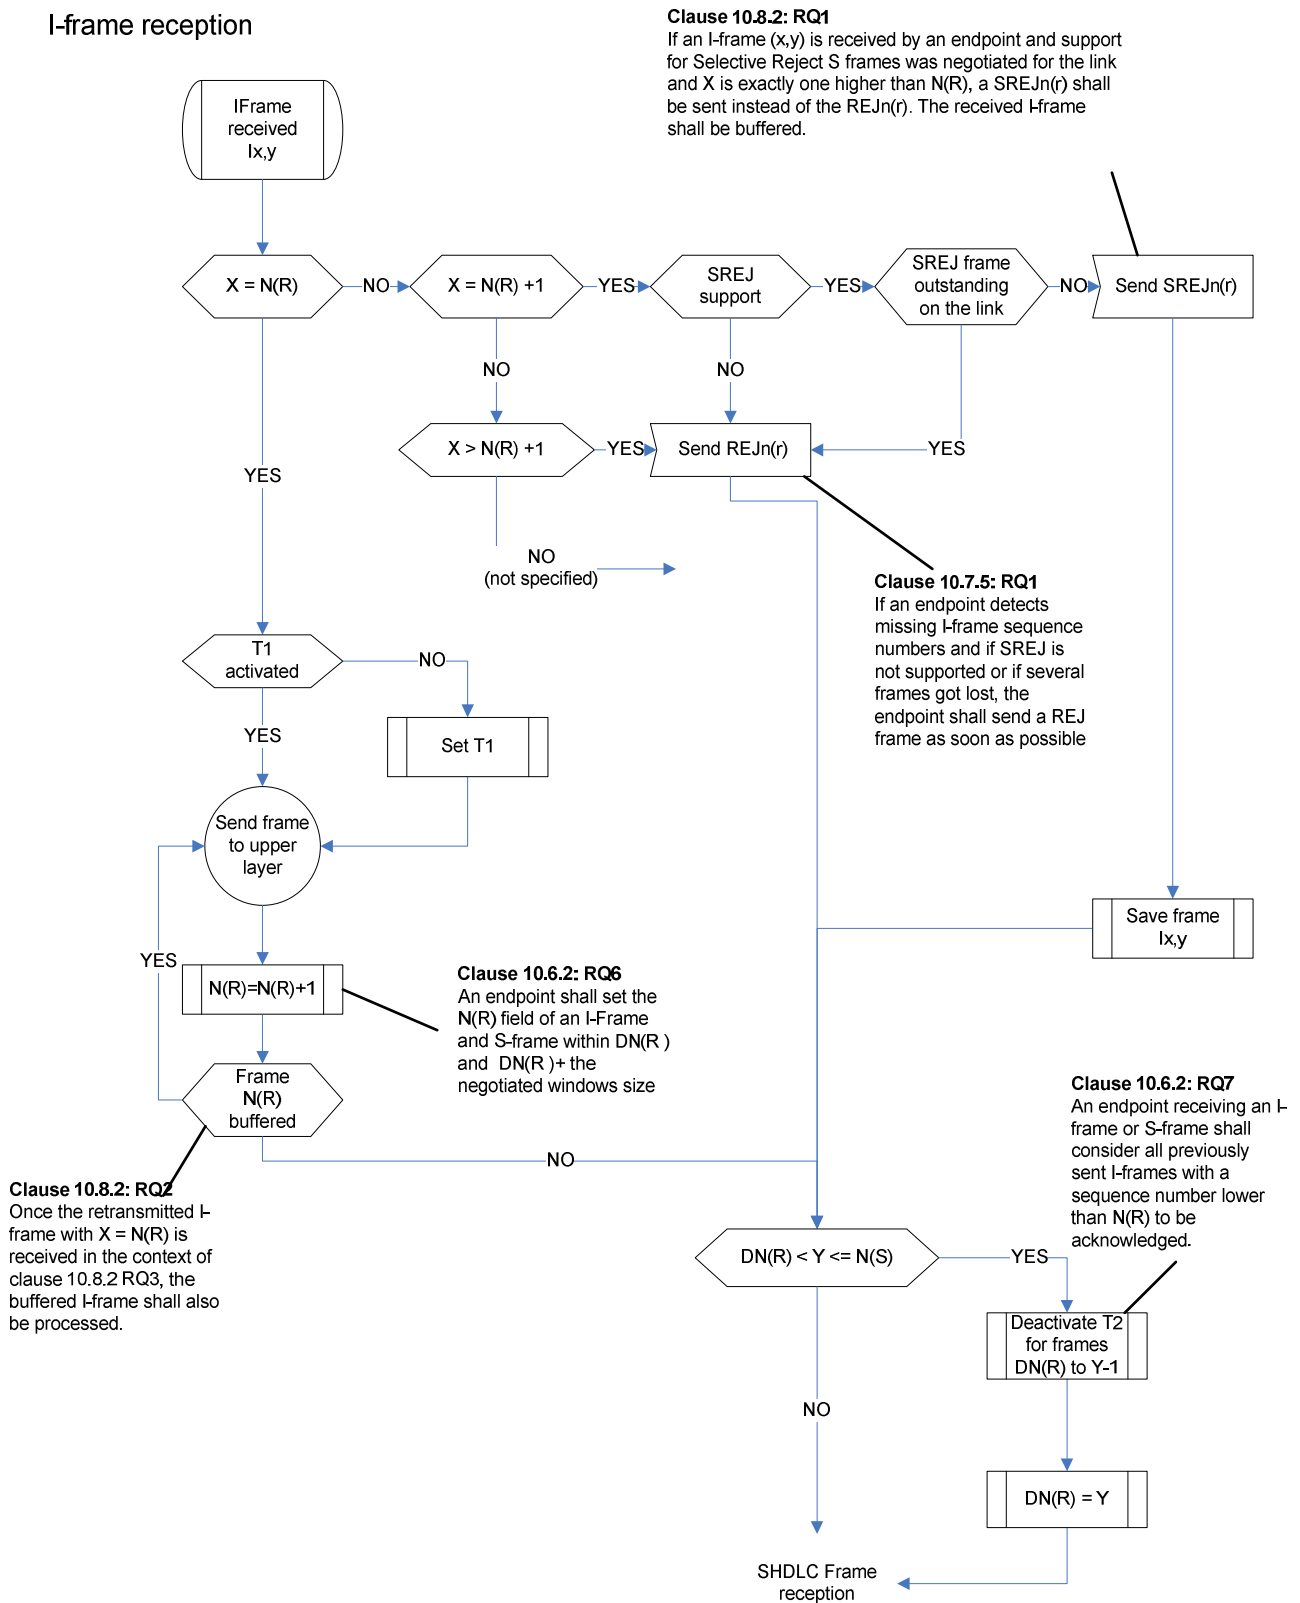 I-frame reception
Clause 10.8.2: RQ1
If an I-frame (x,y) is received by an endpoint and support
for Selective Reject S frames was negotiated for the link
and X is exactly one higher than N(R), a SREJn(r) shall
be sent instead of the REJn(r). The received I-frame
shall be buffered.
IFrame
received
Ix,y
X = N(R)
NO
X = N(R) +1
YES
SREJ
support
YES
SREJ frame
outstanding
on the link
NO
Send SREJn(r)
NO
NO
YES
X > N(R) +1
YES
Send REJn(r)
YES
NO
(not specified)
Clause 10.7.5: RQ1
If an endpoint detects
missing I-frame sequence
numbers and if SREJ is
not supported or if several
frames got lost, the
endpoint shall send a REJ
frame as soon as possible
T1
activated
NO
YES
Set T1
Send frame
to upper
layer
Save frame
Ix,y
YES
N(R)=N(R)+1
Clause 10.6.2: RQ6
An endpoint shall set the
N(R) field of an I-Frame
and S-frame within DN(R )
and DN(R )+ the
negotiated windows size
Frame
N(R)
buffered
NO
Clause 10.6.2: RQ7
An endpoint receiving an I-
frame or S-frame shall
consider all previously
sent I-frames with a
sequence number lower
than N(R) to be
acknowledged.
Clause 10.8.2: RQ2
Once the retransmitted I-
frame with X = N(R) is
received in the context of
clause 10.8.2 RQ3, the
buffered I-frame shall also
be processed.
DN(R) < Y <= N(S)
YES
Deactivate T2
for frames
DN(R) to Y-1
NO
DN(R) = Y
SHDLC Frame
reception